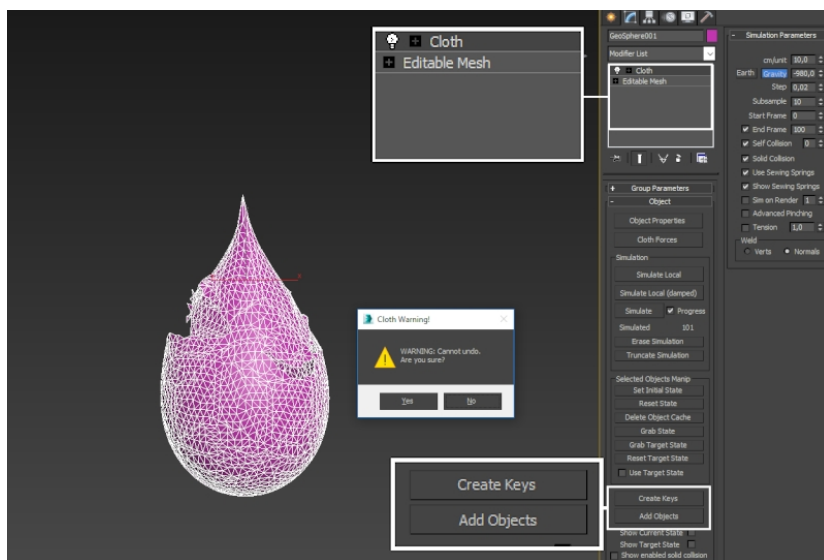 Cloth
Editable Mesh
GeoSphere001
Modifier List
Cloth
Editable Mesh
Group Parameters
Object
Object Properties
Cloth Forces
Simulation
Simulate Local
Simulate Local (damped)
Simulate Progress
Simulated 101
Erase Simulation
Truncate Simulation
Selected Objects Manip
Set Initial State
Reset State
Delete Object Cache
Grab State
Grab Target State
Reset Target State
Use Target State
Create Keys
Add Objects
Show Current State
Show Target State
Show enabled solid collision
Simulation Parameters
cm/unit 10,0
Earth Gravity -980,0
Step 0,02
Subsample 10
Start Frame 0
End Frame 100
Self Collision 0
Solid Collision
Use Sewing Springs
Show Sewing Springs
Sim on Render 1
Advanced Pinching
Tension 1,0
Weld
Verts Normals
Cloth Warning!
WARNING: Cannot undo.
Are you sure?
Yes No
Create Keys
Add Objects